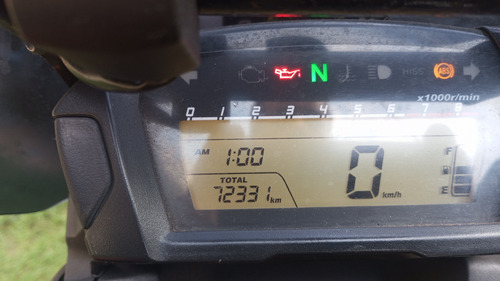 N HISS ABS
x1000r/min
0 1 2 3 4 5 6 7 8
AM 1:00
TOTAL
72331 km
0 km/h
F
E